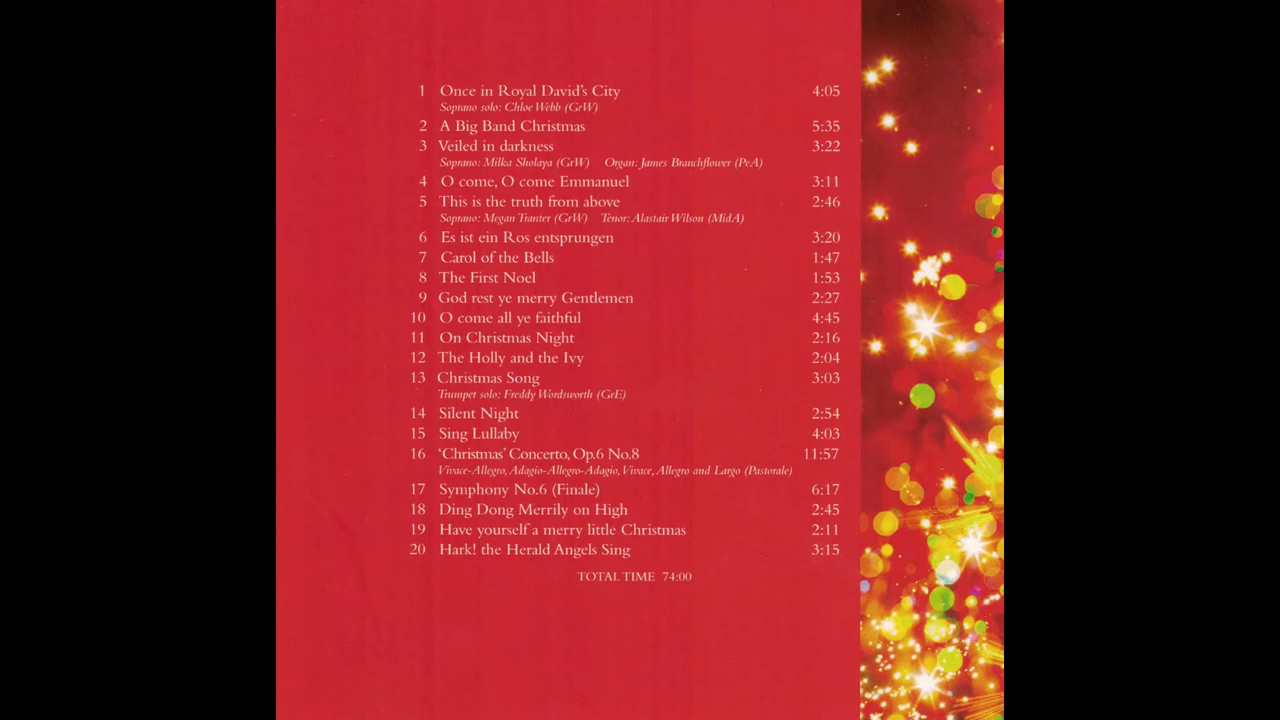 1 Once in Royal David's City 4:05
Soprano solo: Chloe Webb (GrW)
2 A Big Band Christmas 5:35
3 Veiled in darkness 3:22
Soprano: Milka Sholaya (GrW) Organ: James Branchflower (PeA)
4 O come, O come Emmanuel 3:11
5 This is the truth from above 2:46
Soprano: Megan Tranter (GrW) Tenor: Alastair Wilson (MidA)
6 Es ist ein Ros entsprungen 3:20
7 Carol of the Bells 1:47
8 The First Noel 1:53
9 God rest ye merry Gentlemen 2:27
10 O come all ye faithful 4:45
11 On Christmas Night 2:16
12 The Holly and the Ivy 2:04
13 Christmas Song 3:03
Trumpet solo: Freddy Wordsworth (GrE)
14 Silent Night 2:54
15 Sing Lullaby 4:03
16 ‘Christmas’ Concerto, Op.6 No.8 11:57
Vivace-Allegro, Adagio-Allegro-Adagio, Vivace, Allegro and Largo (Pastorale)
17 Symphony No.6 (Finale) 6:17
18 Ding Dong Merrily on High 2:45
19 Have yourself a merry little Christmas 2:11
20 Hark! the Herald Angels Sing 3:15
TOTAL TIME 74:00